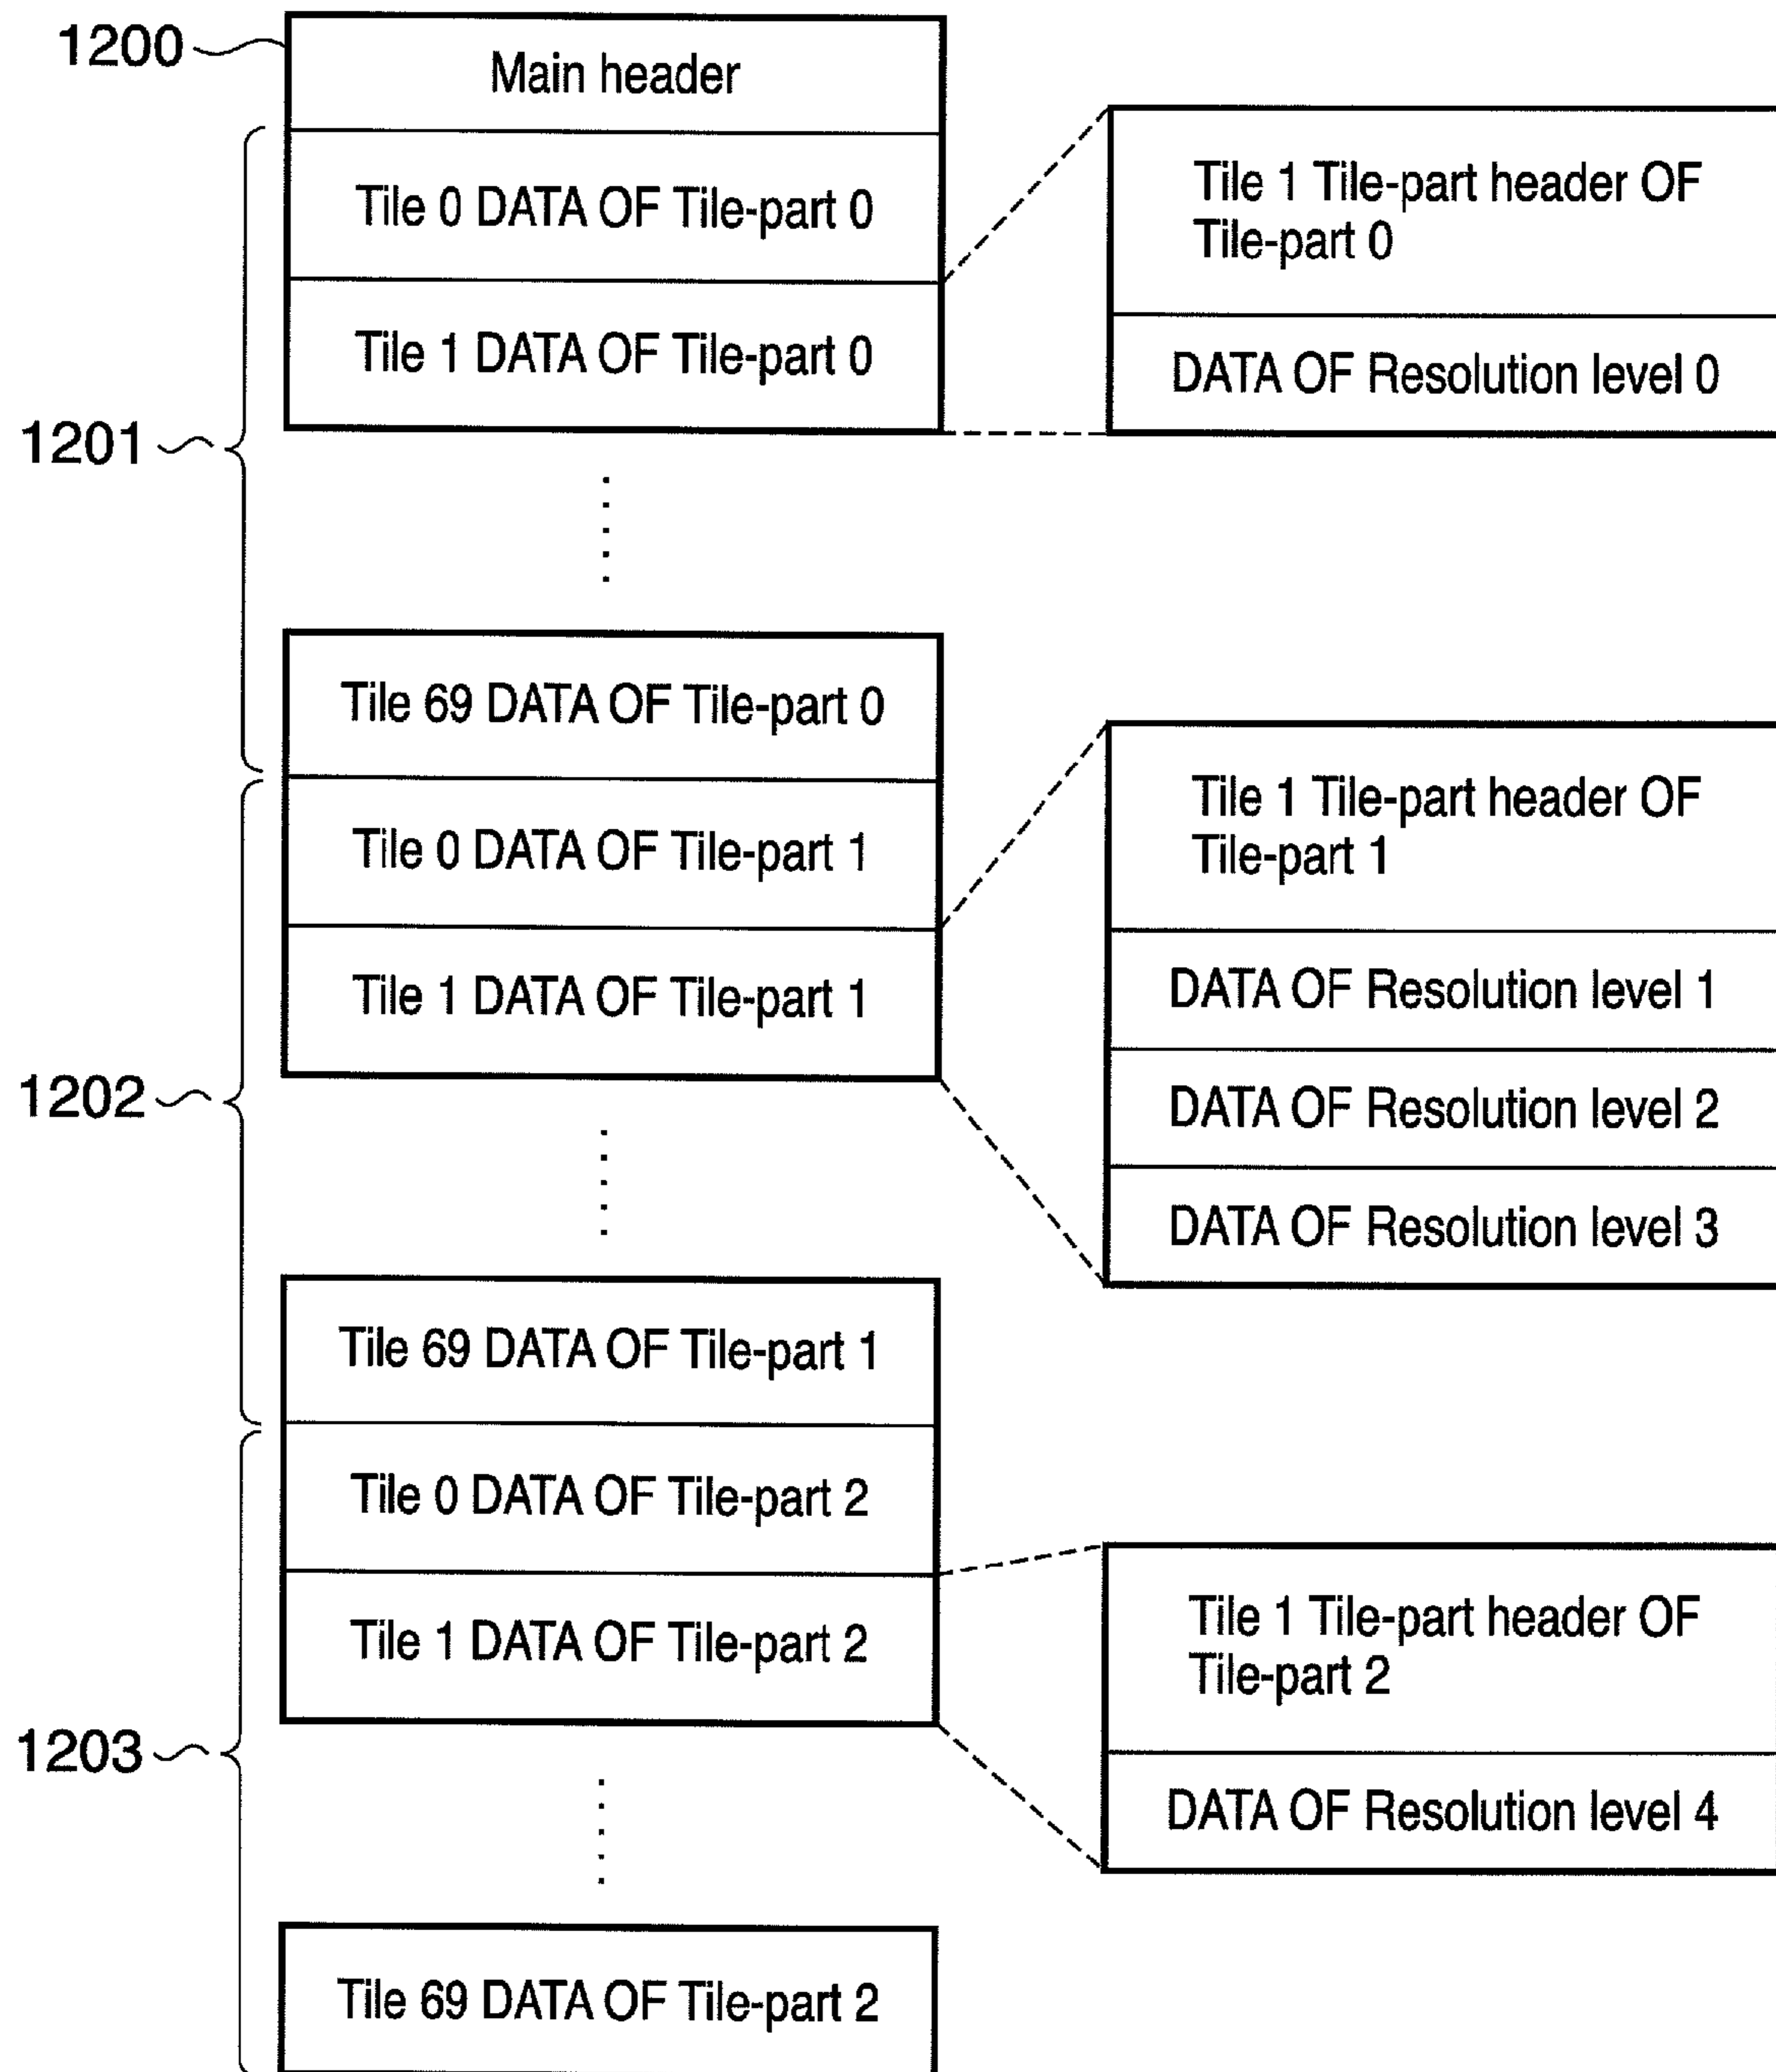 1200
Main header
Tile 0 DATA OF Tile-part 0
Tile 1 DATA OF Tile-part 0
Tile 1 Tile-part header OF
Tile-part 0
DATA OF Resolution level 0
1201
Tile 69 DATA OF Tile-part 0
Tile 0 DATA OF Tile-part 1
Tile 1 DATA OF Tile-part 1
Tile 1 Tile-part header OF
Tile-part 1
DATA OF Resolution level 1
DATA OF Resolution level 2
DATA OF Resolution level 3
1202
Tile 69 DATA OF Tile-part 1
Tile 0 DATA OF Tile-part 2
Tile 1 DATA OF Tile-part 2
Tile 1 Tile-part header OF
Tile-part 2
DATA OF Resolution level 4
1203
Tile 69 DATA OF Tile-part 2